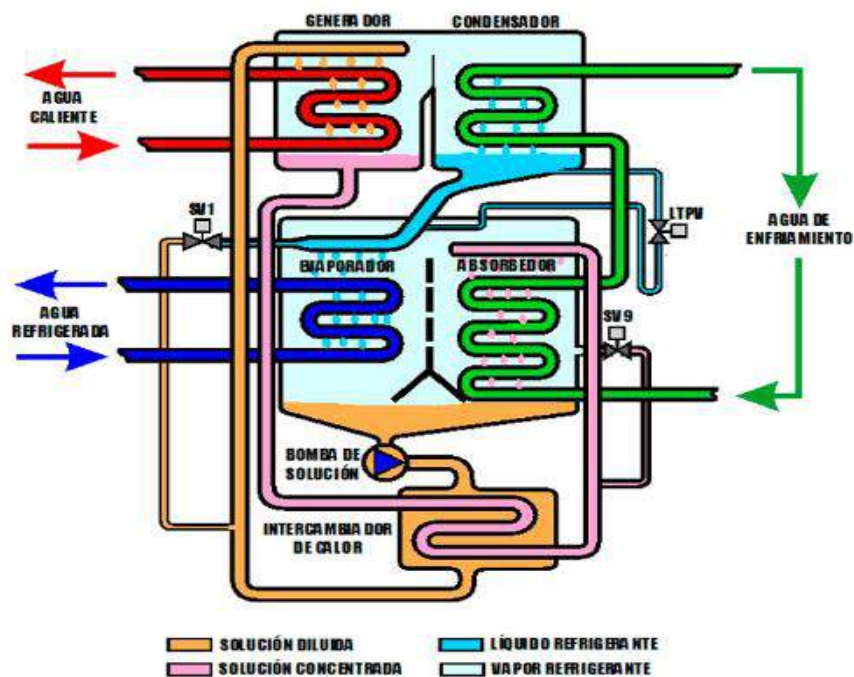 GENERADOR
CONDENSADOR
AGUA
CALIENTE
SV1
LTPV
AGUA DE
ENFRIAMIENTO
EVAPORADOR
ABSORBEDOR
AGUA
REFRIGERADA
SV9
BOMBA DE
SOLUCIÓN
INTERCAMBIADOR
DE CALOR
SOLUCIÓN DILUIDA
LÍQUIDO REFRIGERANTE
SOLUCIÓN CONCENTRADA
VAPOR REFRIGERANTE